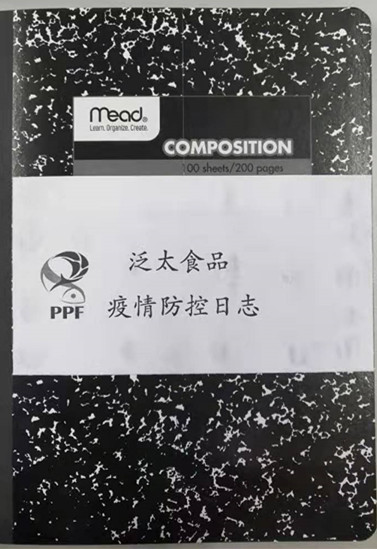 Mead®
Learn. Organize. Create.
COMPOSITION
100 sheets/200 pages
泛太食品
疫情防控日志
PPF